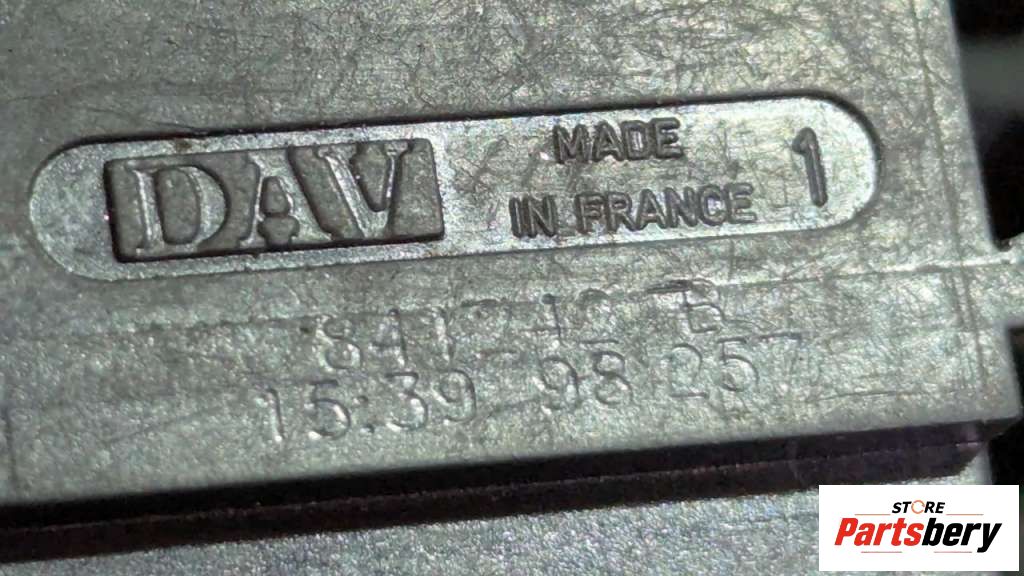 DAV
MADE
IN FRANCE
1
15:39 98 257
STORE
Partsbery